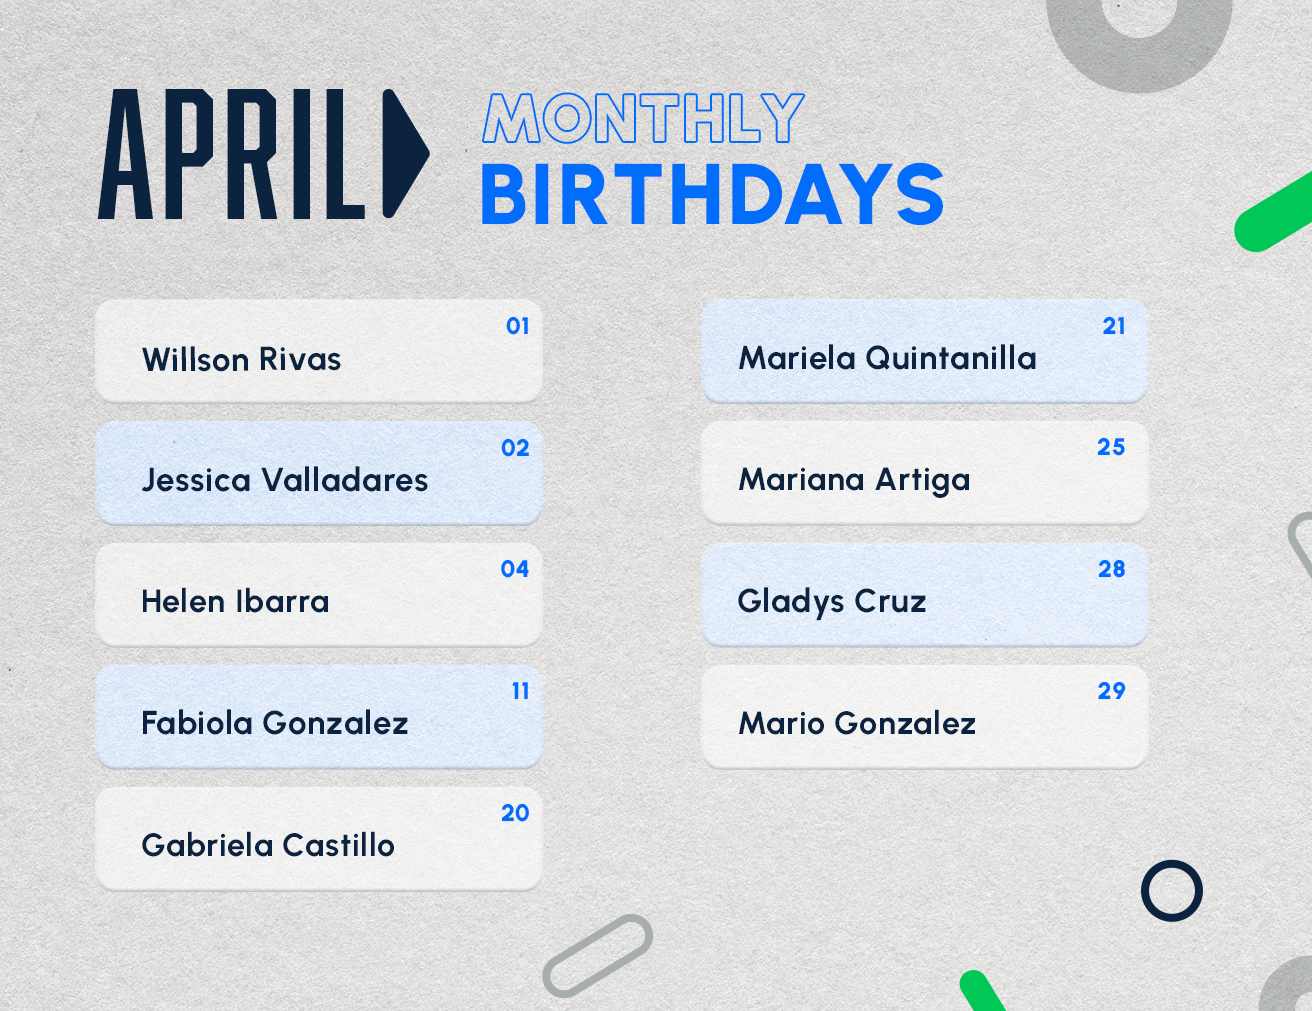 APRIL
MONTHLY
BIRTHDAYS
01
Willson Rivas
02
Jessica Valladares
04
Helen Ibarra
11
Fabiola Gonzalez
20
Gabriela Castillo
21
Mariela Quintanilla
25
Mariana Artiga
28
Gladys Cruz
29
Mario Gonzalez